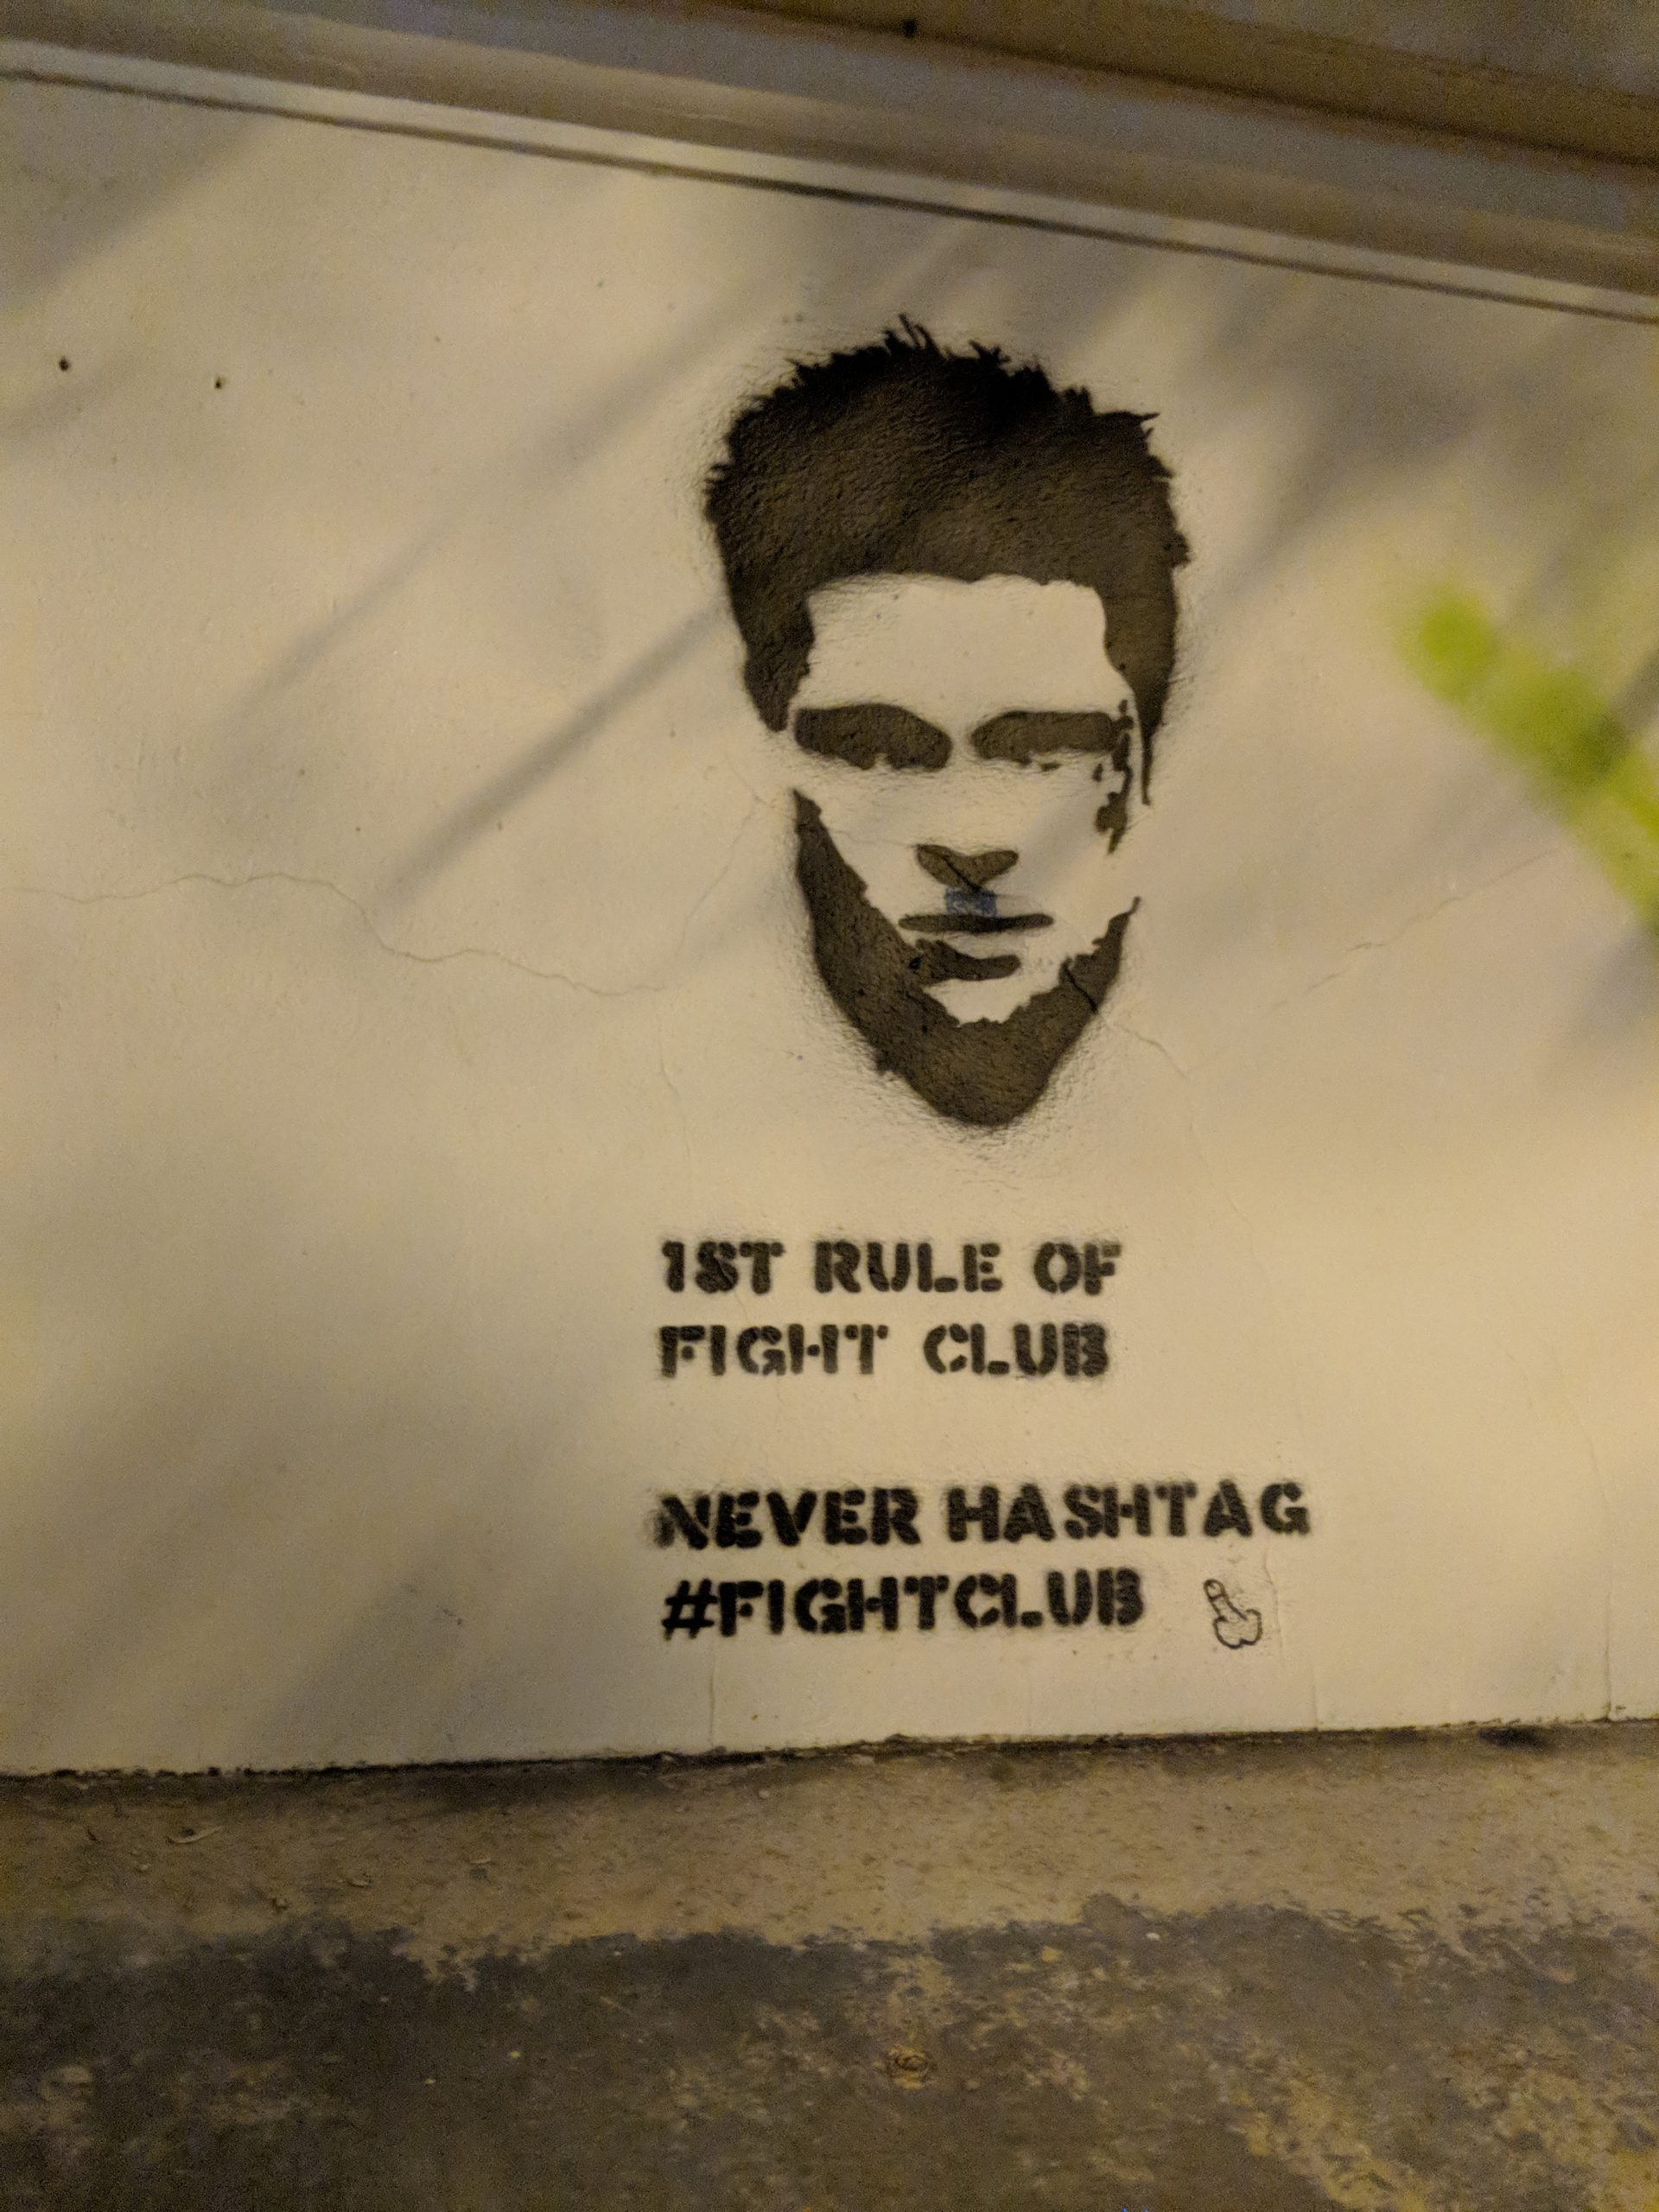 1ST RULE OF
FIGHT CLUB
NEVER HASHTAG
#FIGHTCLUB